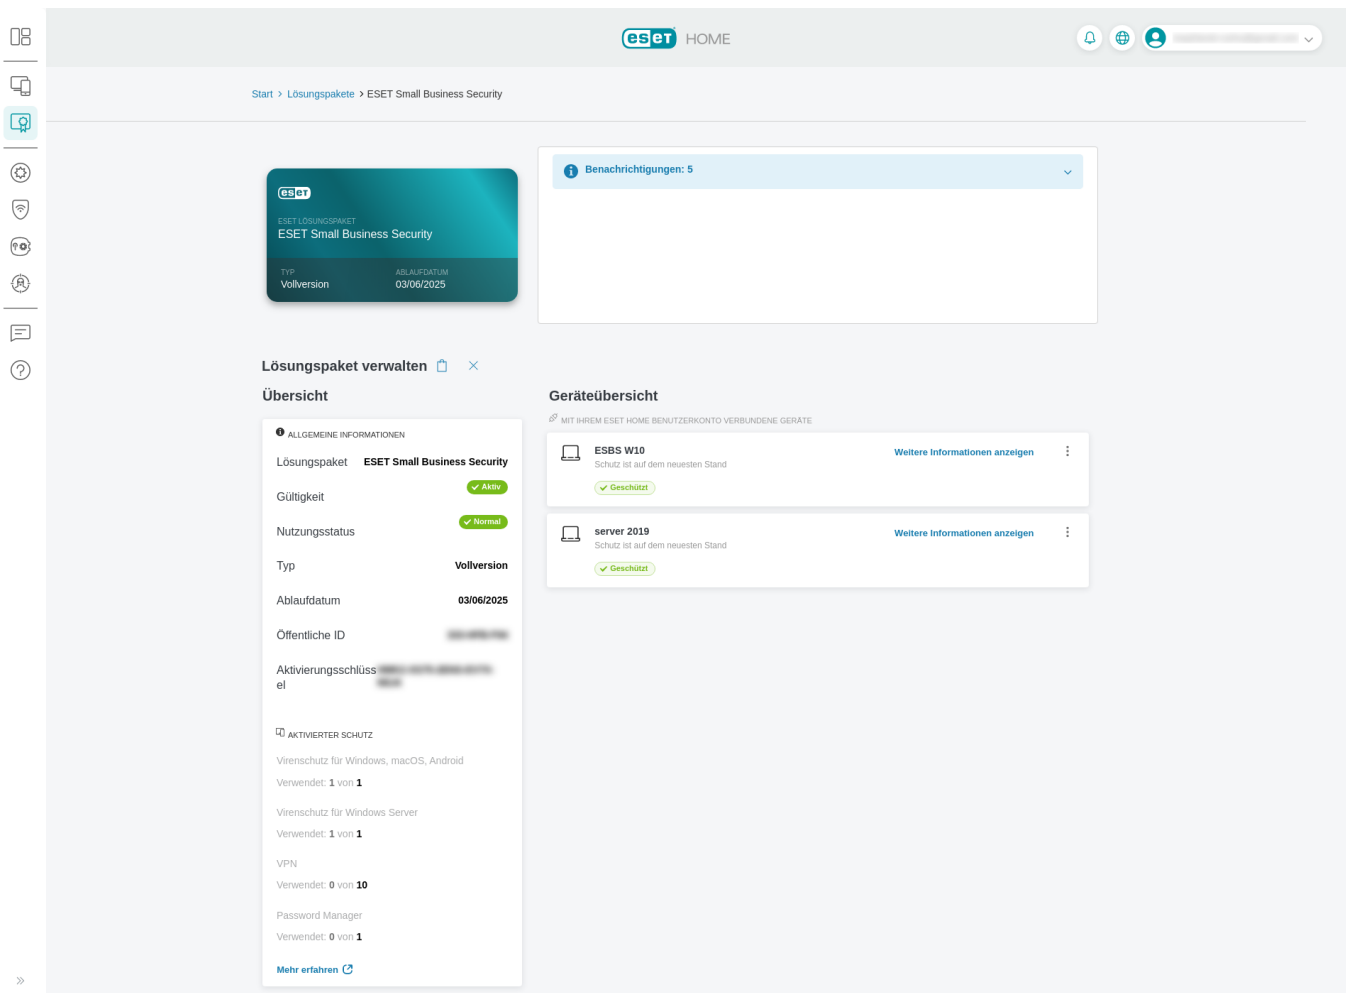 eseT HOME
Start > Lösungspakete > ESET Small Business Security
eseT
ESET LÖSUNGSPAKET
ESET Small Business Security
TYP
Vollversion
ABLAUFDATUM
03/06/2025
Benachrichtigungen: 5
Lösungspaket verwalten
Übersicht
ALLGEMEINE INFORMATIONEN
Lösungspaket ESET Small Business Security
Gültigkeit Aktiv
Nutzungsstatus Normal
Typ Vollversion
Ablaufdatum 03/06/2025
Öffentliche ID
Aktivierungsschlüss
el
AKTIVIERTER SCHUTZ
Virenschutz für Windows, macOS, Android
Verwendet: 1 von 1
Virenschutz für Windows Server
Verwendet: 1 von 1
VPN
Verwendet: 0 von 10
Password Manager
Verwendet: 0 von 1
Mehr erfahren
Geräteübersicht
MIT IHREM ESET HOME BENUTZERKONTO VERBUNDENE GERÄTE
ESBS W10
Schutz ist auf dem neuesten Stand
Geschützt
Weitere Informationen anzeigen
server 2019
Schutz ist auf dem neuesten Stand
Geschützt
Weitere Informationen anzeigen